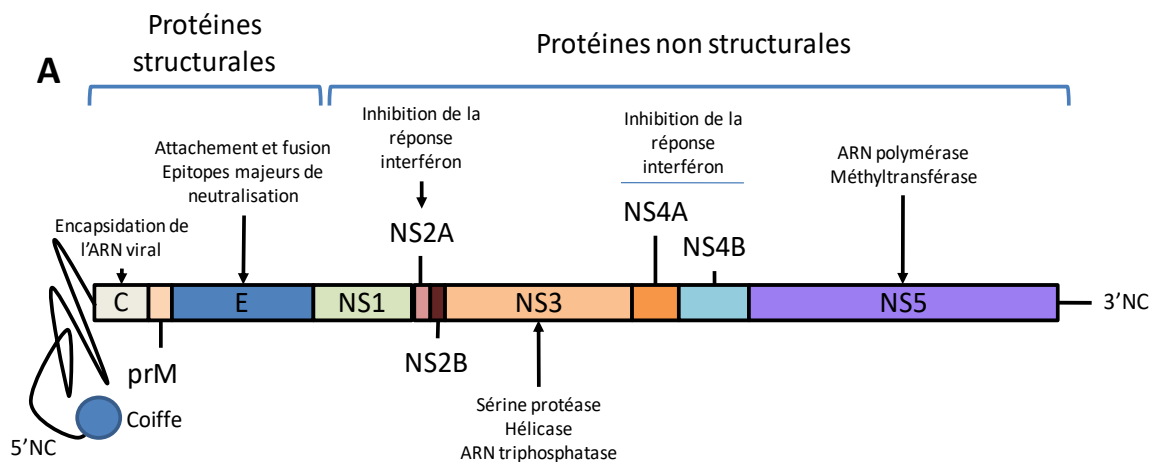 Protéines
structurales
Protéines non structurales
A
Inhibition de la
réponse
interféron
Inhibition de la
réponse
interféron
Attachement et fusion
Epitopes majeurs de
neutralisation
ARN polymérase
Méthyltransférase
Encapsidation de
l'ARN viral
NS2A
NS4A
NS4B
C
E
NS1
NS3
NS5
3'NC
prM
NS2B
Coiffe
5'NC
Sérine protéase
Hélicase
ARN triphosphatase